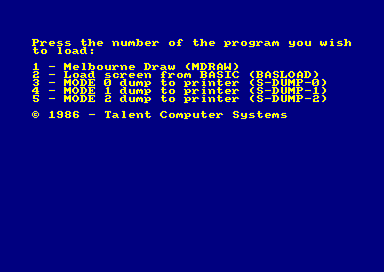 Press the number of the program you wish
to load:
1 - Melbourne Draw (MDRAW)
2 - Load screen from BASIC (BASLOAD)
3 - MODE 0 dump to printer (S-DUMP-0)
4 - MODE 1 dump to printer (S-DUMP-1)
5 - MODE 2 dump to printer (S-DUMP-2)
© 1986 - Talent Computer Systems